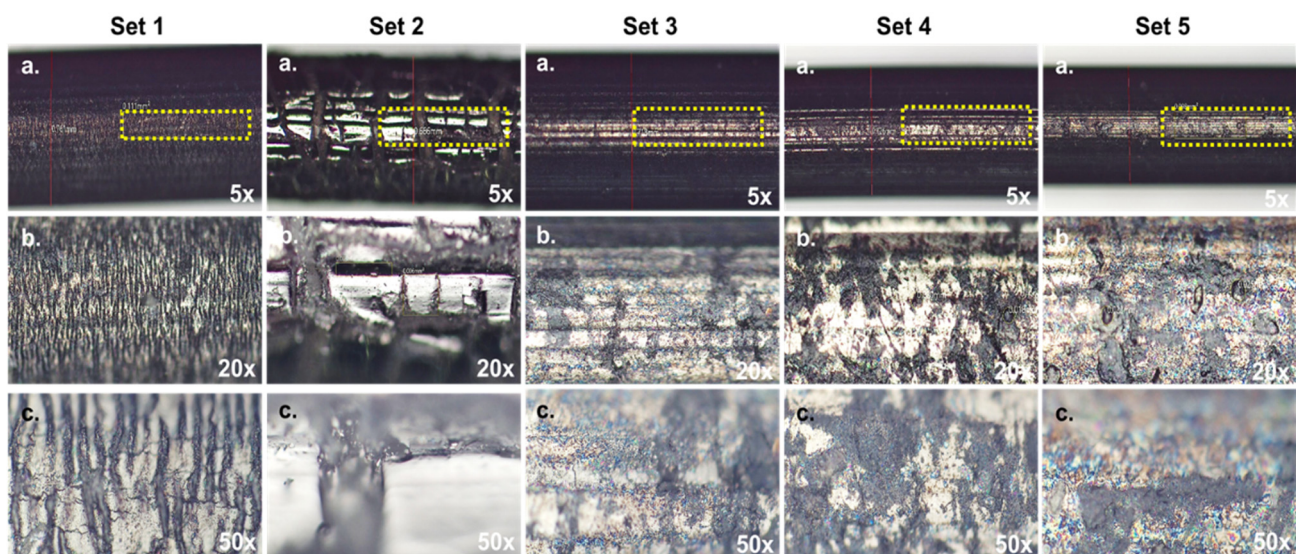 Set 1 Set 2 Set 3 Set 4 Set 5
a. a. a. a. a.
5x 5x 5x 5x 5x
b. b. b. b. b.
20x 20x 20x 20x 20x
c. c. c. c. c.
50x 50x 50x 50x 50x